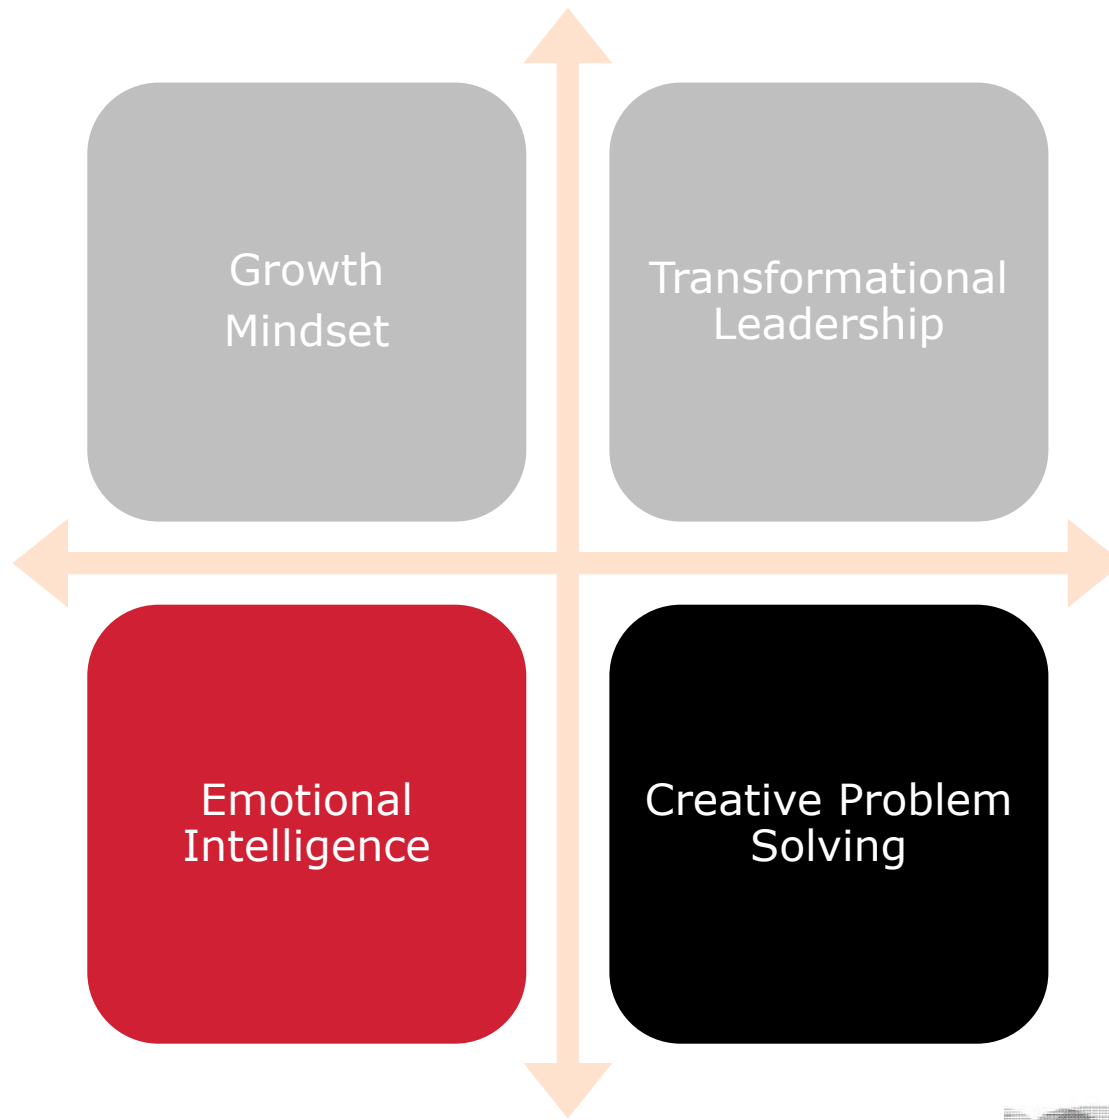 Growth
Mindset
Transformational
Leadership
Emotional
Intelligence
Creative Problem
Solving